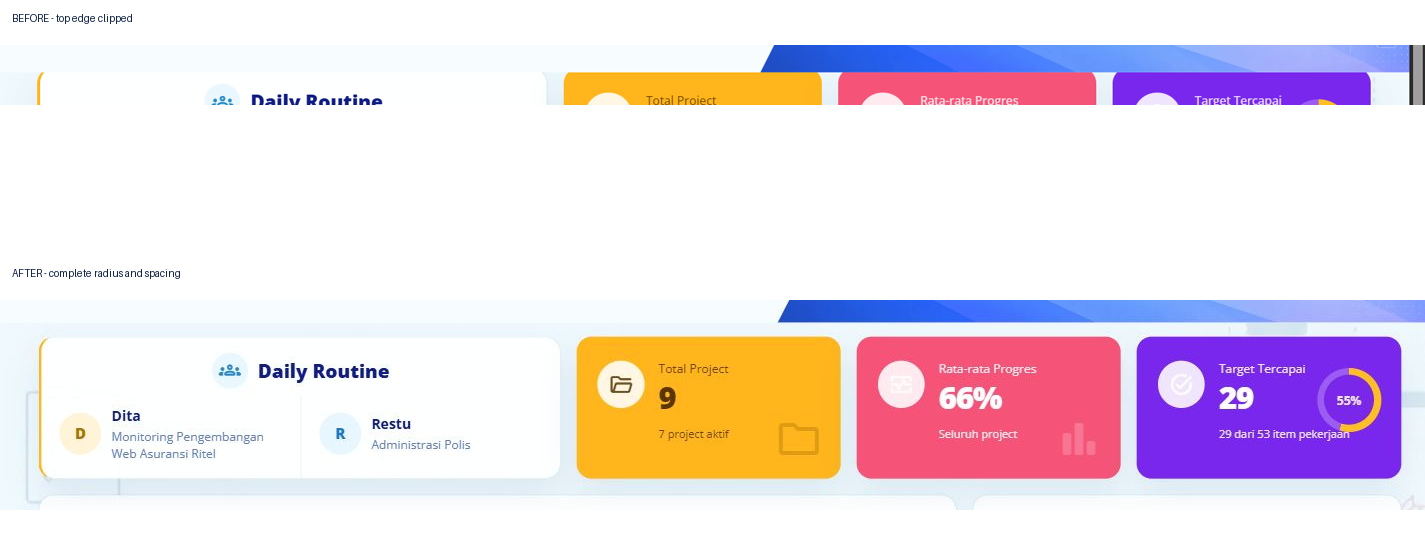 BEFORE - top edge clipped
Daily Routine
Total Project
Rata-rata Progres
Target Tercapai
AFTER - complete radius and spacing
Daily Routine
D
Dita
Monitoring Pengembangan
Web Asuransi Ritel
R
Restu
Administrasi Polis
Total Project
9
7 project aktif
Rata-rata Progres
66%
Seluruh project
Target Tercapai
29
29 dari 53 item pekerjaan
55%